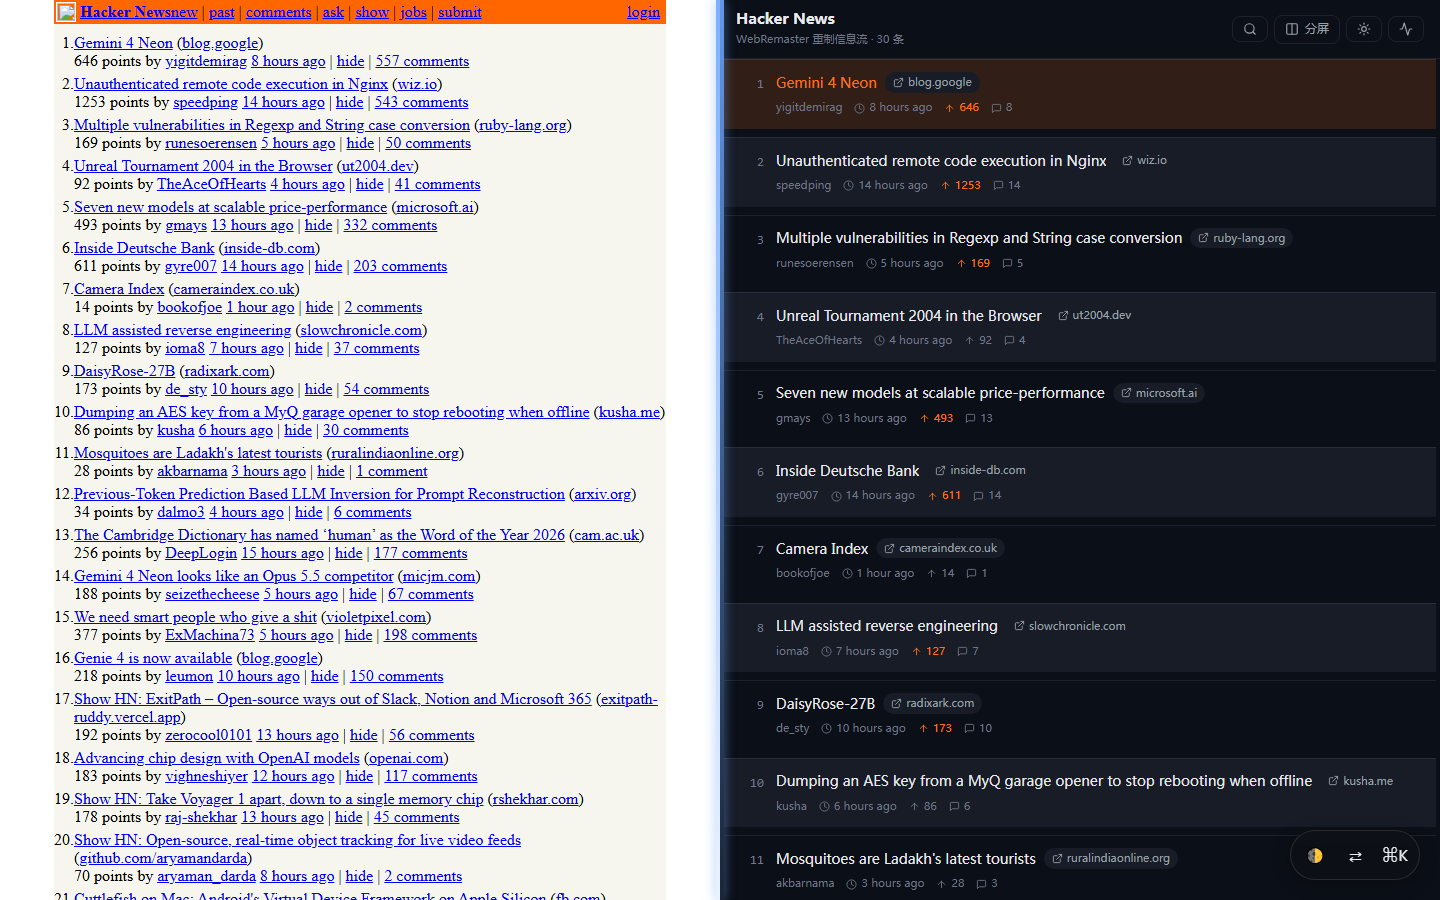 Hacker News new | past | comments | ask | show | jobs | submit login
1. Gemini 4 Neon (blog.google)
646 points by yigitdemirag 8 hours ago | hide | 557 comments
2. Unauthenticated remote code execution in Nginx (wiz.io)
1253 points by speedping 14 hours ago | hide | 543 comments
3. Multiple vulnerabilities in Regexp and String case conversion (ruby-lang.org)
169 points by runesoerensen 5 hours ago | hide | 50 comments
4. Unreal Tournament 2004 in the Browser (ut2004.dev)
92 points by TheAceOfHearts 4 hours ago | hide | 41 comments
5. Seven new models at scalable price-performance (microsoft.ai)
493 points by gmays 13 hours ago | hide | 332 comments
6. Inside Deutsche Bank (inside-db.com)
611 points by gyre007 14 hours ago | hide | 203 comments
7. Camera Index (cameraindex.co.uk)
14 points by bookofjoe 1 hour ago | hide | 2 comments
8. LLM assisted reverse engineering (slowchronicle.com)
127 points by ioma8 7 hours ago | hide | 37 comments
9. DaisyRose-27B (radixark.com)
173 points by de_sty 10 hours ago | hide | 54 comments
10. Dumping an AES key from a MyQ garage opener to stop rebooting when offline (kusha.me)
86 points by kusha 6 hours ago | hide | 30 comments
11. Mosquitoes are Ladakh's latest tourists (ruralindiaonline.org)
28 points by akbarnama 3 hours ago | hide | 1 comment
12. Previous-Token Prediction Based LLM Inversion for Prompt Reconstruction (arxiv.org)
34 points by dalmo3 4 hours ago | hide | 6 comments
13. The Cambridge Dictionary has named ‘human’ as the Word of the Year 2026 (cam.ac.uk)
256 points by DeepLogin 15 hours ago | hide | 177 comments
14. Gemini 4 Neon looks like an Opus 5.5 competitor (micjm.com)
188 points by seizethecheese 5 hours ago | hide | 67 comments
15. We need smart people who give a shit (violetpixel.com)
377 points by ExMachina73 5 hours ago | hide | 198 comments
16. Genie 4 is now available (blog.google)
218 points by leumon 10 hours ago | hide | 150 comments
17. Show HN: ExitPath – Open-source ways out of Slack, Notion and Microsoft 365 (exitpath-
ruddy.vercel.app)
192 points by zerocool0101 13 hours ago | hide | 56 comments
18. Advancing chip design with OpenAI models (openai.com)
183 points by vighneshiyer 12 hours ago | hide | 117 comments
19. Show HN: Take Voyager 1 apart, down to a single memory chip (rshekhar.com)
178 points by raj-shekhar 13 hours ago | hide | 45 comments
20. Show HN: Open-source, real-time object tracking for live video feeds
(github.com/aryamandarda)
70 points by aryaman_darda 8 hours ago | hide | 2 comments
21. Cuttlefish on Mac: Android's Virtual Device Framework on Apple Silicon (fb.com)
Hacker News
WebRemaster 重制信息流 · 30 条
分屏
1 Gemini 4 Neon blog.google
yigitdemirag 8 hours ago 646 8
2 Unauthenticated remote code execution in Nginx wiz.io
speedping 14 hours ago 1253 14
3 Multiple vulnerabilities in Regexp and String case conversion ruby-lang.org
runesoerensen 5 hours ago 169 5
4 Unreal Tournament 2004 in the Browser ut2004.dev
TheAceOfHearts 4 hours ago 92 4
5 Seven new models at scalable price-performance microsoft.ai
gmays 13 hours ago 493 13
6 Inside Deutsche Bank inside-db.com
gyre007 14 hours ago 611 14
7 Camera Index cameraindex.co.uk
bookofjoe 1 hour ago 14 1
8 LLM assisted reverse engineering slowchronicle.com
ioma8 7 hours ago 127 7
9 DaisyRose-27B radixark.com
de_sty 10 hours ago 173 10
10 Dumping an AES key from a MyQ garage opener to stop rebooting when offline kusha.me
kusha 6 hours ago 86 6
11 Mosquitoes are Ladakh's latest tourists ruralindiaonline.org
akbarnama 3 hours ago 28 3
⌘K